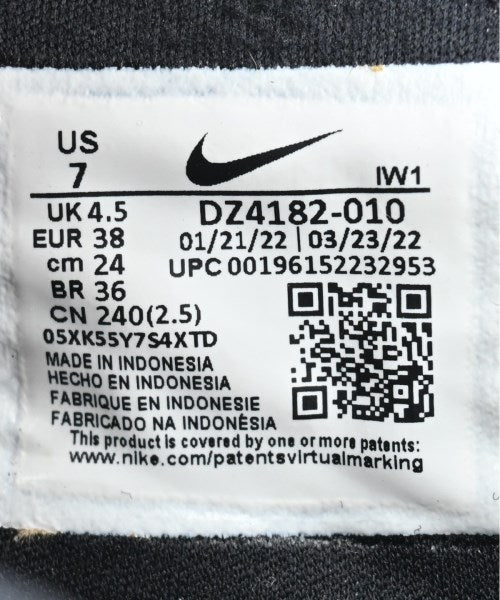 US
7
IW1
UK 4.5
DZ4182-010
EUR 38
01/21/22 | 03/23/22
cm 24
UPC 00196152232953
BR 36
CN 240(2.5)
05XK55Y7S4XTD
MADE IN INDONESIA
HECHO EN INDONESIA
FABRIQUE EN INDONESIE
FABRICADO NA INDONÉSIA
This product is covered by one or more patents:
www.nike.com/patentsvirtualmarking